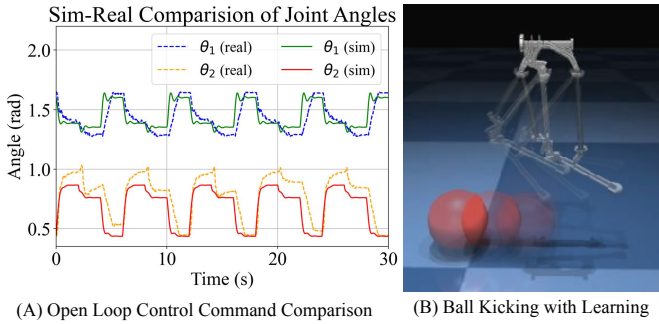 Sim-Real Comparision of Joint Angles
2.0
1.5
1.0
0.5
Angle (rad)
θ1 (real)
θ1 (sim)
θ2 (real)
θ2 (sim)
0
10
20
30
Time (s)
(A) Open Loop Control Command Comparison
(B) Ball Kicking with Learning